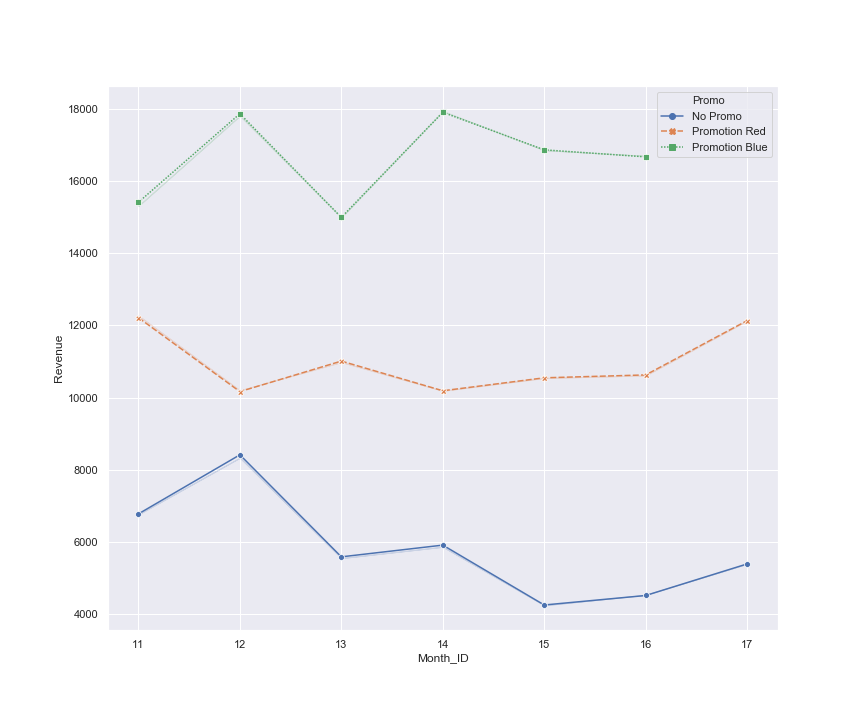 Promo
No Promo
Promotion Red
Promotion Blue
Revenue
18000
16000
14000
12000
10000
8000
6000
4000
11 12 13 14 15 16 17
Month_ID